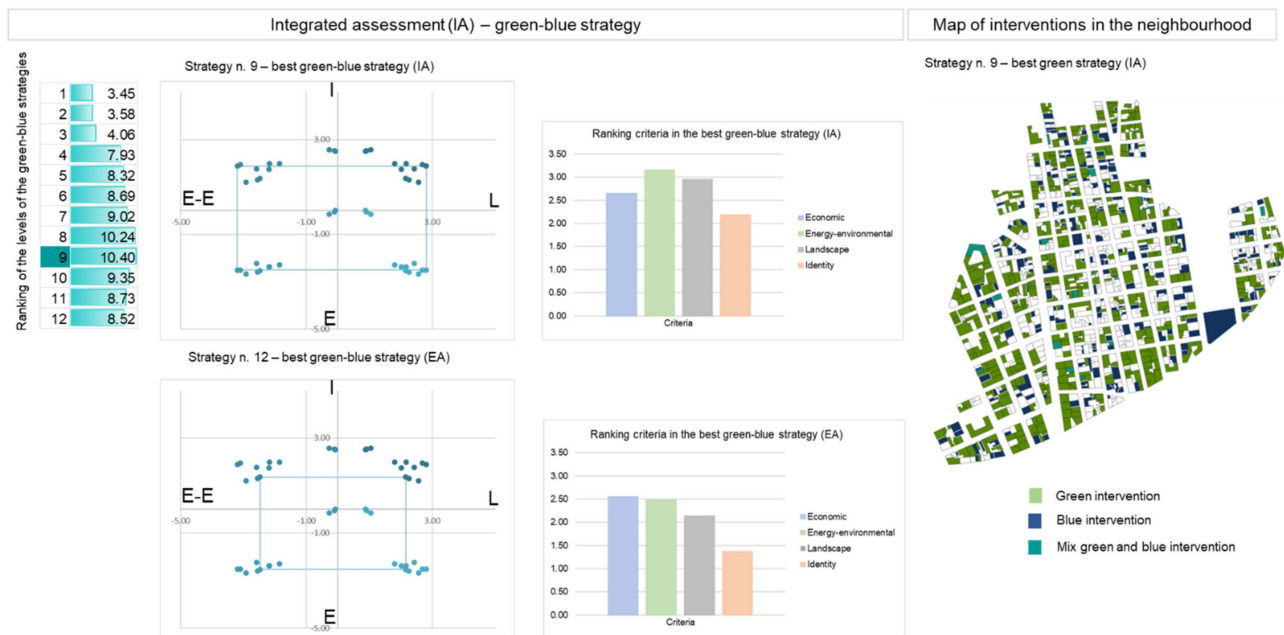 Integrated assessment (IA) – green-blue strategy
Map of interventions in the neighbourhood
Ranking of the levels of the green-blue strategies
1 3.45
2 3.58
3 4.06
4 7.93
5 8.32
6 8.69
7 9.02
8 10.24
9 10.40
10 9.35
11 8.73
12 8.52
Strategy n. 9 – best green-blue strategy (IA)
I
3.00
E-E
L
-5.00
-1.00
3.00
-1.00
-5.00
E
Ranking criteria in the best green-blue strategy (IA)
3.50
3.00
2.50
2.00
1.50
1.00
0.50
0.00
Criteria
Economic
Energy-environmental
Landscape
Identity
Strategy n. 12 – best green-blue strategy (EA)
I
3.00
E-E
L
-5.00
-1.00
3.00
-1.00
E
-5.00
Ranking criteria in the best green-blue strategy (EA)
3.50
3.00
2.50
2.00
1.50
1.00
0.50
0.00
Criteria
Economic
Energy-environmental
Landscape
Identity
Strategy n. 9 – best green strategy (IA)
Green intervention
Blue intervention
Mix green and blue intervention